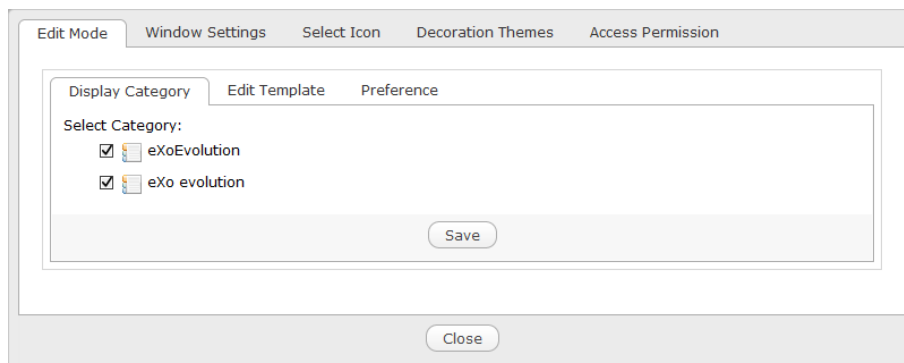 Edit Mode Window Settings Select Icon Decoration Themes Access Permission
Display Category Edit Template Preference
Select Category:
eXoEvolution
eXo evolution
Save
Close